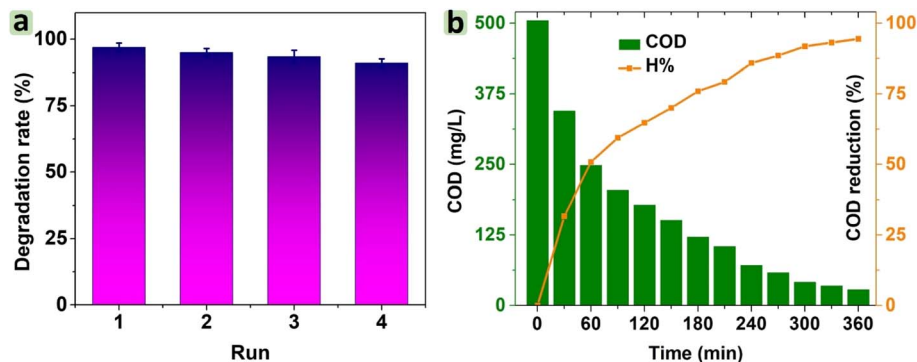 a
100
75
50
25
0
Degradation rate (%)
1 2 3 4
Run
b
500
375
250
125
0
COD (mg/L)
COD
H%
100
75
50
25
0
COD reduction (%)
0 60 120 180 240 300 360
Time (min)